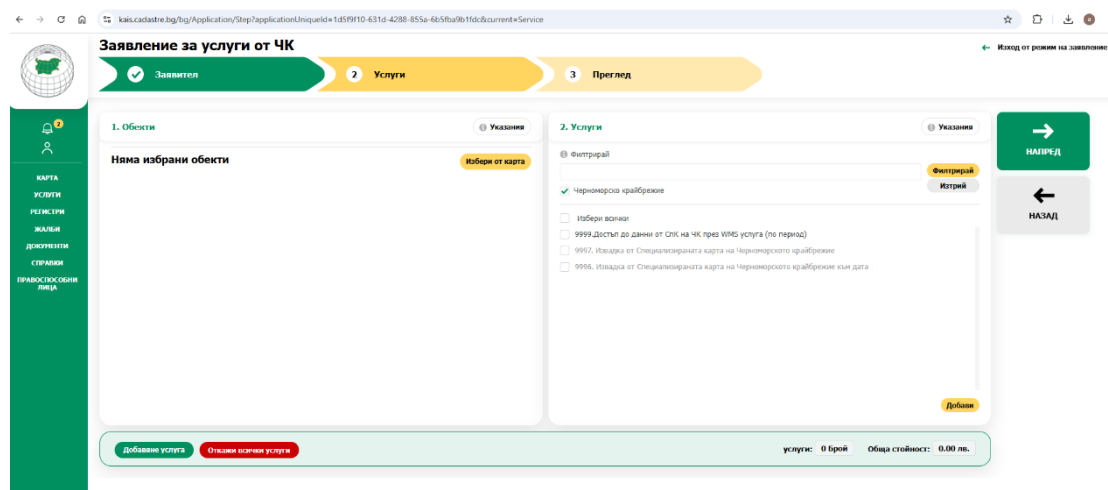 kais.cadastre.bg/bg/Application/Step?applicationUniqueId=1d5f9f10-631d-4288-855a-6b5fba9b1fdc&current=Service
Заявление за услуги от ЧК
Изход от режим на заявление
Заявител
2 Услуги
3 Преглед
2
КАРТА
УСЛУГИ
РЕГИСТРИ
ЖАЛБИ
ДОКУМЕНТИ
СПРАВКИ
ПРАВОСПОСОБНИ
ЛИЦА
1. Обекти
Указания
Няма избрани обекти
Избери от карта
2. Услуги
Указания
Филтрирай
Филтрирай
Изтрий
Черноморско крайбрежие
Избери всички
9999.Достъп до данни от СпК на ЧК през WMS услуга (по период)
9997. Извадка от Специализираната карта на Черноморското крайбрежие
9996. Извадка от Специализираната карта на Черноморското крайбрежие към дата
Добави
НАПРЕД
НАЗАД
Добавяне услуга
Откажи всички услуги
услуги: 0 Брой
Обща стойност: 0.00 лв.